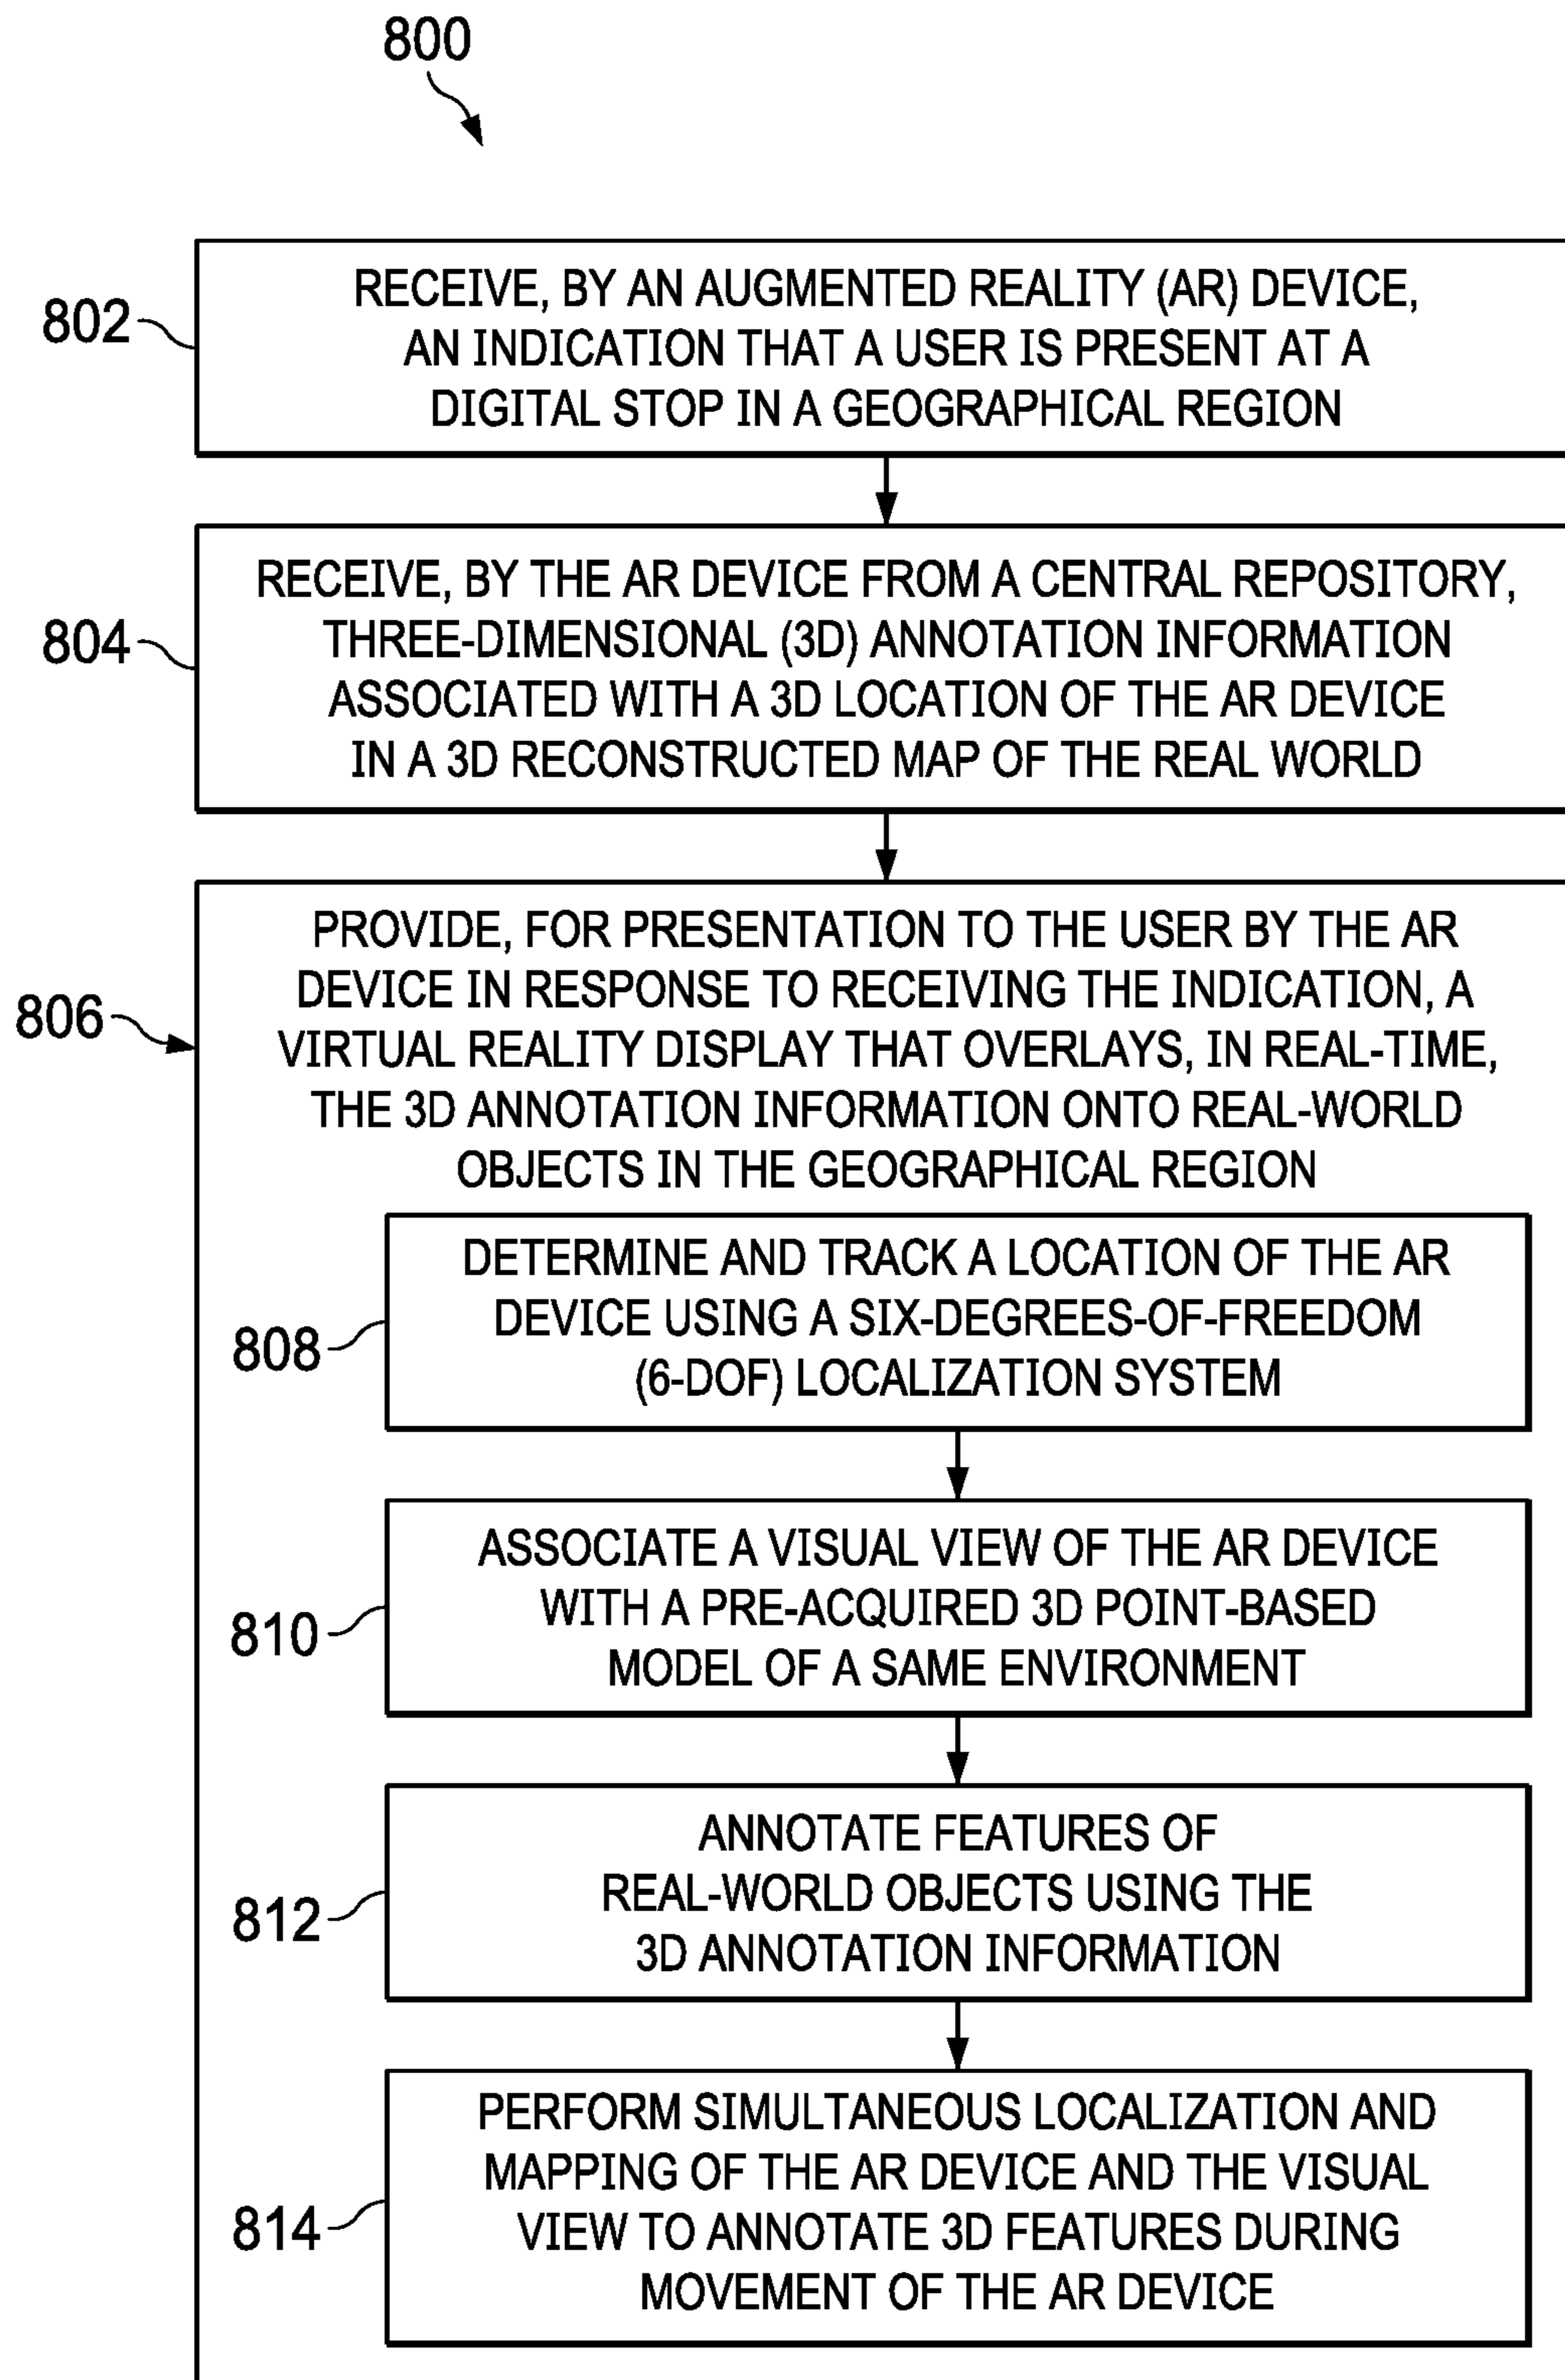 800
802
RECEIVE, BY AN AUGMENTED REALITY (AR) DEVICE,
AN INDICATION THAT A USER IS PRESENT AT A
DIGITAL STOP IN A GEOGRAPHICAL REGION
804
RECEIVE, BY THE AR DEVICE FROM A CENTRAL REPOSITORY,
THREE-DIMENSIONAL (3D) ANNOTATION INFORMATION
ASSOCIATED WITH A 3D LOCATION OF THE AR DEVICE
IN A 3D RECONSTRUCTED MAP OF THE REAL WORLD
806
PROVIDE, FOR PRESENTATION TO THE USER BY THE AR
DEVICE IN RESPONSE TO RECEIVING THE INDICATION, A
VIRTUAL REALITY DISPLAY THAT OVERLAYS, IN REAL-TIME,
THE 3D ANNOTATION INFORMATION ONTO REAL-WORLD
OBJECTS IN THE GEOGRAPHICAL REGION
808
DETERMINE AND TRACK A LOCATION OF THE AR
DEVICE USING A SIX-DEGREES-OF-FREEDOM
(6-DOF) LOCALIZATION SYSTEM
810
ASSOCIATE A VISUAL VIEW OF THE AR DEVICE
WITH A PRE-ACQUIRED 3D POINT-BASED
MODEL OF A SAME ENVIRONMENT
812
ANNOTATE FEATURES OF
REAL-WORLD OBJECTS USING THE
3D ANNOTATION INFORMATION
814
PERFORM SIMULTANEOUS LOCALIZATION AND
MAPPING OF THE AR DEVICE AND THE VISUAL
VIEW TO ANNOTATE 3D FEATURES DURING
MOVEMENT OF THE AR DEVICE